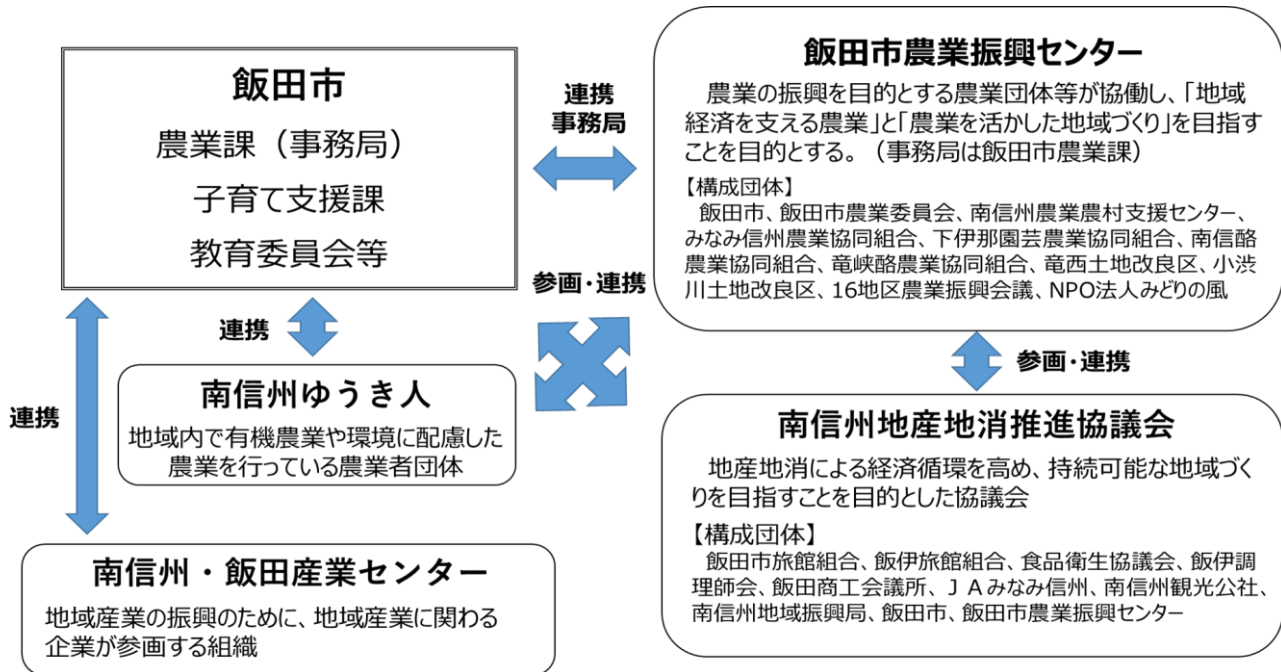 飯田市
農業課（事務局）
子育て支援課
教育委員会等
連携
事務局
飯田市農業振興センター
農業の振興を目的とする農業団体等が協働し、「地域
経済を支える農業」と「農業を活かした地域づくり」を目指す
ことを目的とする。（事務局は飯田市農業課）
【構成団体】
飯田市、飯田市農業委員会、南信州農業農村支援センター、
みなみ信州農業協同組合、下伊那園芸農業協同組合、南信酪
農業協同組合、竜峡酪農業協同組合、竜西土地改良区、小渋
川土地改良区、16地区農業振興会議、NPO法人みどりの風
参画・連携
連携
連携
参画・連携
南信州ゆうき人
地域内で有機農業や環境に配慮した
農業を行っている農業者団体
南信州・飯田産業センター
地域産業の振興のために、地域産業に関わる
企業が参画する組織
南信州地産地消推進協議会
地産地消による経済循環を高め、持続可能な地域づく
りを目指すことを目的とした協議会
【構成団体】
飯田市旅館組合、飯伊旅館組合、食品衛生協議会、飯伊調
理師会、飯田商工会議所、ＪＡみなみ信州、南信州観光公社、
南信州地域振興局、飯田市、飯田市農業振興センター